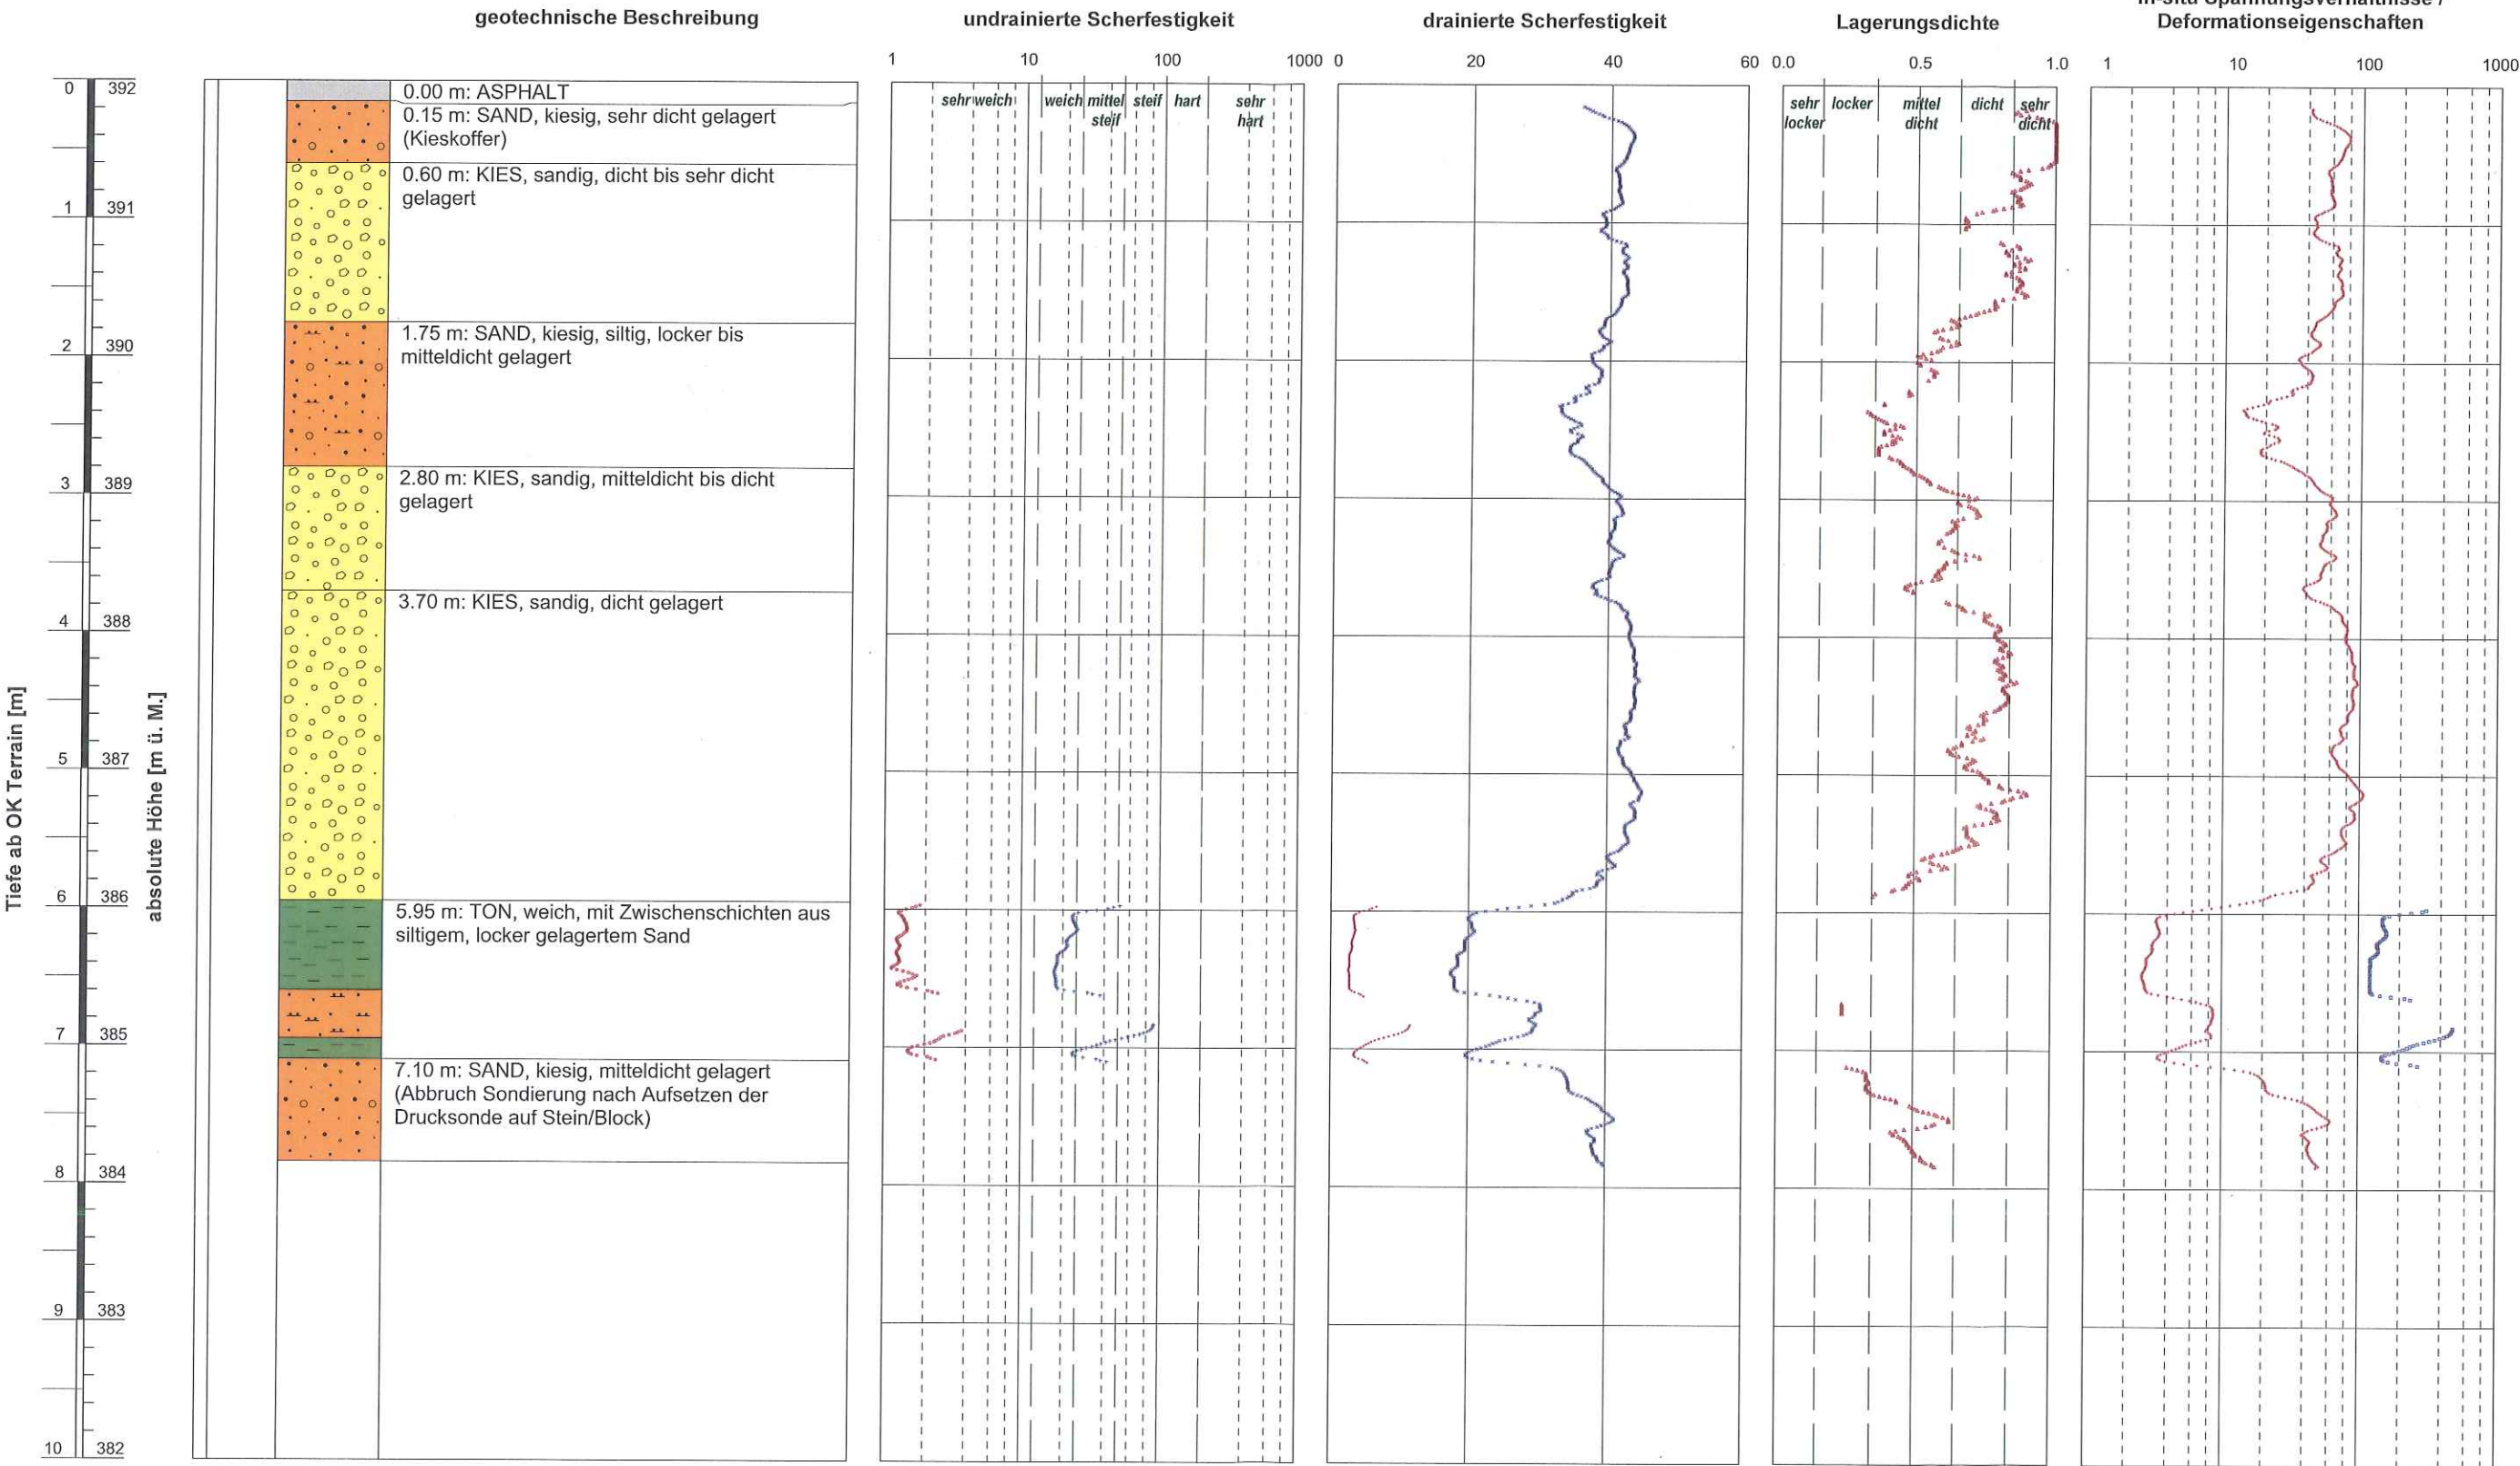 geotechnische Beschreibung
undrainierte Scherfestigkeit
drainierte Scherfestigkeit
Lagerungsdichte
Deformationseigenschaften
1 10 100 1000
0 20 40 60
0.0 0.5 1.0
1 10 100 1000
sehr weich weich mittel steif steif hart sehr hart
sehr locker locker mittel dicht dicht sehr dicht
Tiefe ab OK Terrain [m]
absolute Höhe [m ü. M.]
0 392
1 391
2 390
3 389
4 388
5 387
6 386
7 385
8 384
9 383
10 382
0.00 m: ASPHALT
0.15 m: SAND, kiesig, sehr dicht gelagert
(Kieskoffer)
0.60 m: KIES, sandig, dicht bis sehr dicht
gelagert
1.75 m: SAND, kiesig, siltig, locker bis
mitteldicht gelagert
2.80 m: KIES, sandig, mitteldicht bis dicht
gelagert
3.70 m: KIES, sandig, dicht gelagert
5.95 m: TON, weich, mit Zwischenschichten aus
siltigem, locker gelagertem Sand
7.10 m: SAND, kiesig, mitteldicht gelagert
(Abbruch Sondierung nach Aufsetzen der
Drucksonde auf Stein/Block)